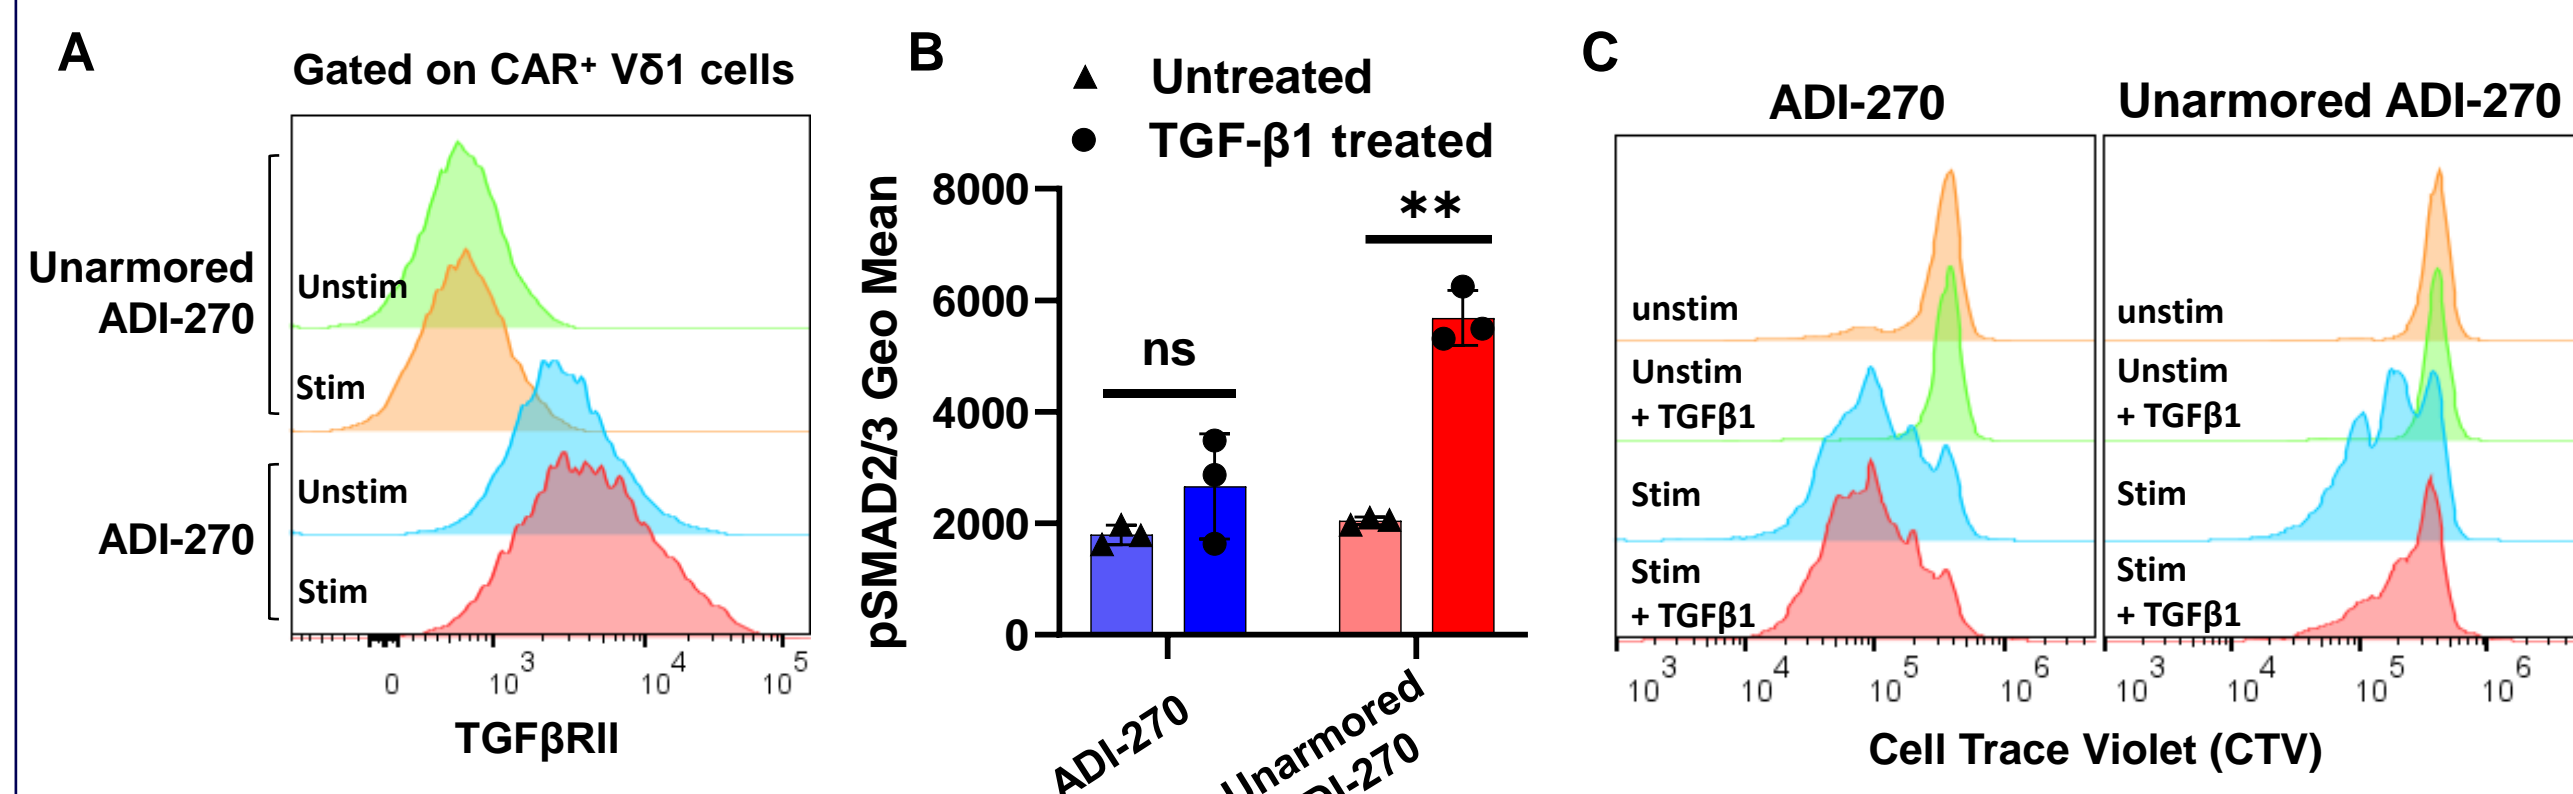 A
Gated on CAR⁺ Vδ1 cells
Unarmored
ADI-270
ADI-270
Unstim
Stim
Unstim
Stim
0
10³
10⁴
10⁵
TGFβRII
B
Untreated
TGF-β1 treated
pSMAD2/3 Geo Mean
8000
6000
4000
2000
0
ns
**
ADI-270
Unarmored
C
ADI-270
Unarmored ADI-270
unstim
Unstim
+ TGFβ1
Stim
Stim
+ TGFβ1
unstim
Unstim
+ TGFβ1
Stim
Stim
+ TGFβ1
10³
10⁴
10⁵
10⁶
10³
10⁴
10⁵
10⁶
Cell Trace Violet (CTV)